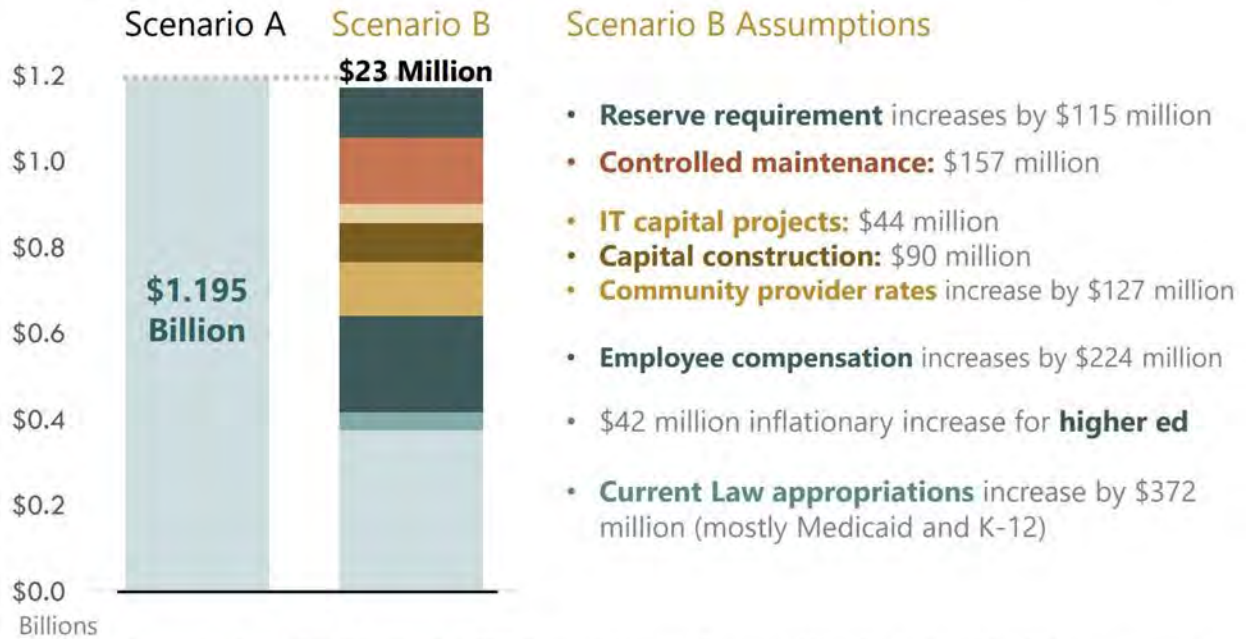 Scenario A
Scenario B
Scenario B Assumptions
$1.2
$1.0
$0.8
$0.6
$0.4
$0.2
$0.0
Billions
$1.195
Billion
$23 Million
• Reserve requirement increases by $115 million
• Controlled maintenance: $157 million
• IT capital projects: $44 million
• Capital construction: $90 million
• Community provider rates increase by $127 million
• Employee compensation increases by $224 million
• $42 million inflationary increase for higher ed
• Current Law appropriations increase by $372
million (mostly Medicaid and K-12)